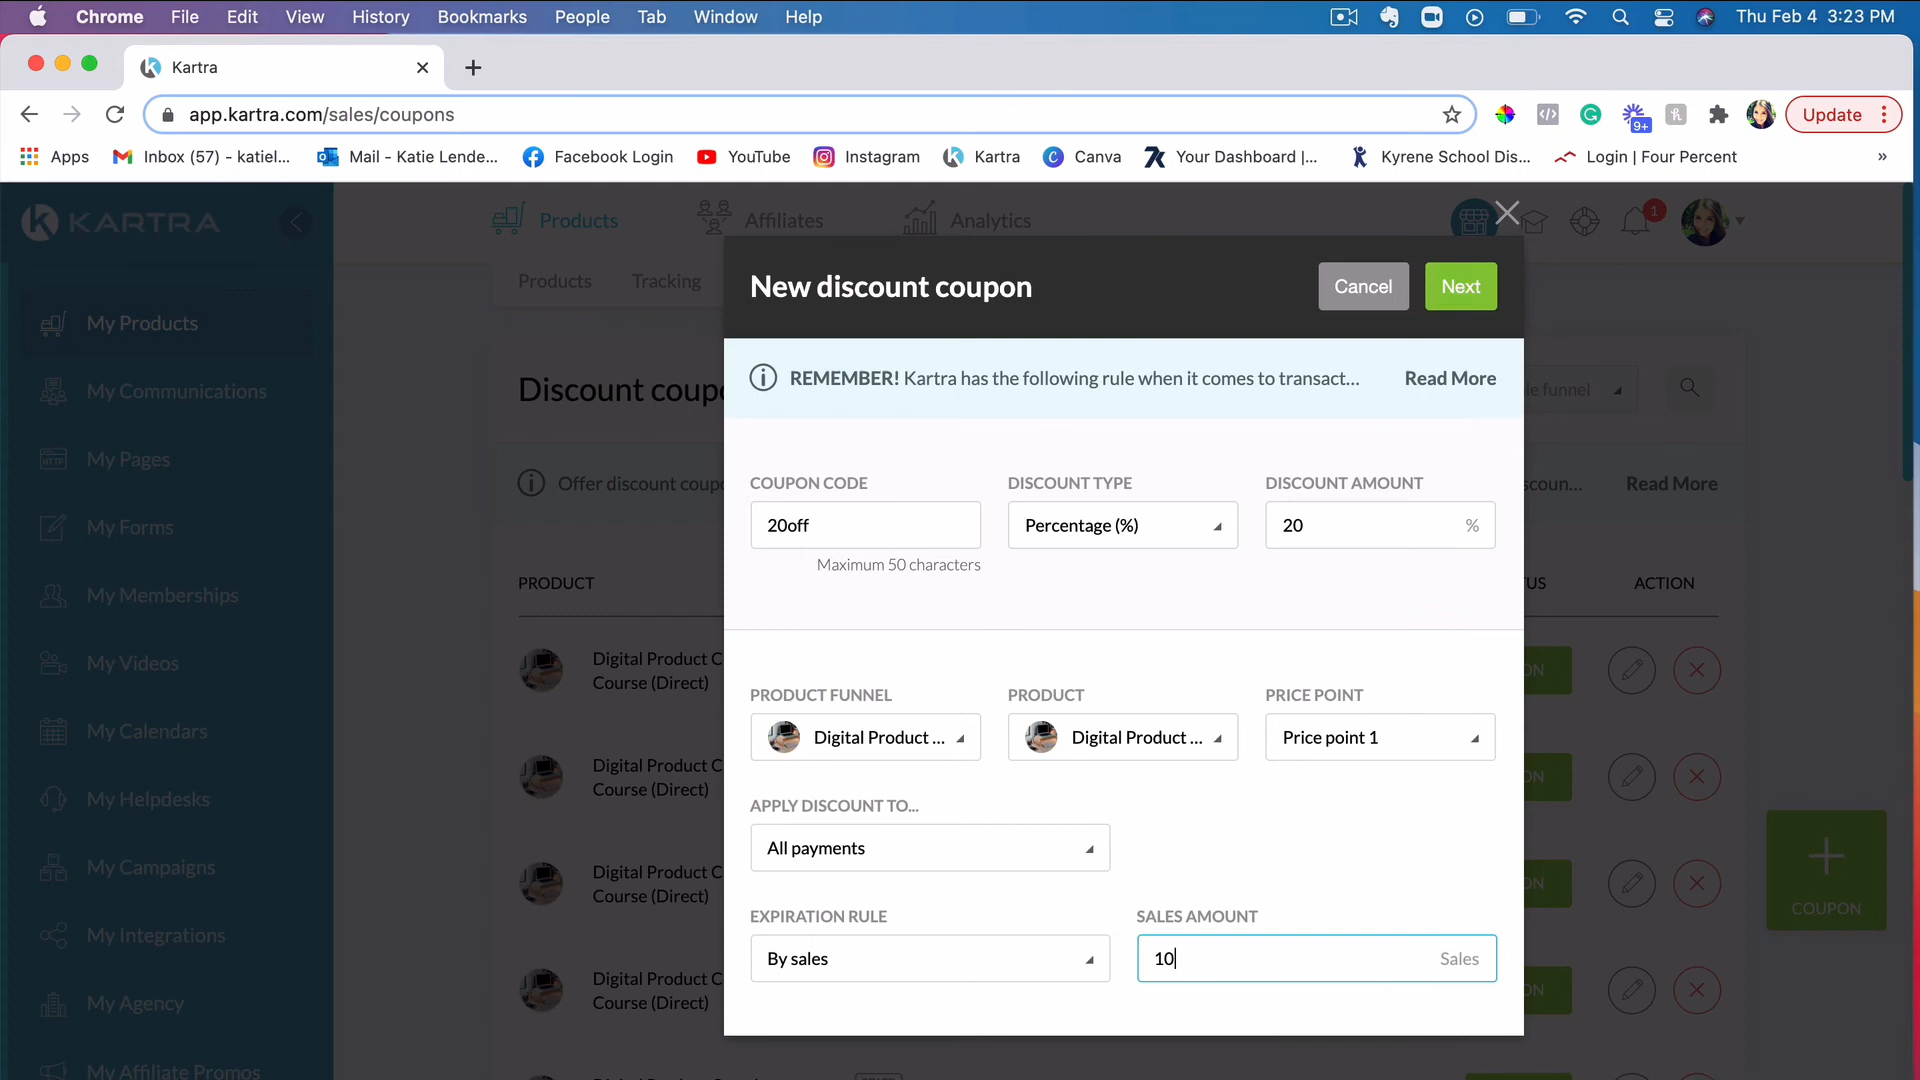 Chrome File Edit View History Bookmarks People Tab Window Help Thu Feb 4 3:23 PM
Kartra
app.kartra.com/sales/coupons 9+ Update
Apps Inbox (57) - katiel... Mail - Katie Lende... Facebook Login YouTube Instagram Kartra Canva Your Dashboard |... Kyrene School Dis... Login | Four Percent »
KARTRA Products Affiliates Analytics 1
Products Tracking
New discount coupon Cancel Next
My Products
My Communications
My Pages
My Forms
My Memberships
My Videos
My Calendars
My Helpdesks
My Campaigns
My Integrations
My Agency
My Affiliate Promos
REMEMBER! Kartra has the following rule when it comes to transact... Read More
Discount coup le funnel
Offer discount coup scoun... Read More
COUPON CODE DISCOUNT TYPE DISCOUNT AMOUNT
20off Percentage (%) 20 %
Maximum 50 characters
PRODUCT US ACTION
Digital Product C
Course (Direct) ON
Digital Product C
Course (Direct) ON
Digital Product C
Course (Direct) ON
Digital Product C
Course (Direct) ON
PRODUCT FUNNEL PRODUCT PRICE POINT
Digital Product ... Digital Product ... Price point 1
APPLY DISCOUNT TO...
All payments
EXPIRATION RULE SALES AMOUNT
By sales 10 Sales
COUPON